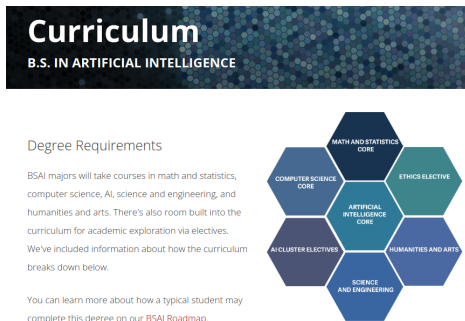 Curriculum
B.S. IN ARTIFICIAL INTELLIGENCE
Degree Requirements
BSAI majors will take courses in math and statistics,
computer science, AI, science and engineering, and
humanities and arts. There's also room built into the
curriculum for academic exploration via electives.
We've included information about how the curriculum
breaks down below.
You can learn more about how a typical student may
complete this degree on our BSAI Roadmap.
MATH AND STATISTICS
CORE
COMPUTER SCIENCE
CORE
ETHICS ELECTIVE
ARTIFICIAL
INTELLIGENCE
CORE
AI CLUSTER ELECTIVES
HUMANITIES AND ARTS
SCIENCE
AND ENGINEERING